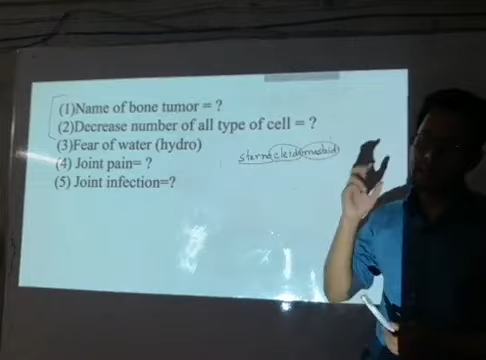 (1)Name of bone tumor = ?
(2)Decrease number of all type of cell = ?
(3)Fear of water (hydro)
(4) Joint pain= ?
(5) Joint infection=?
sternocleidomastoid